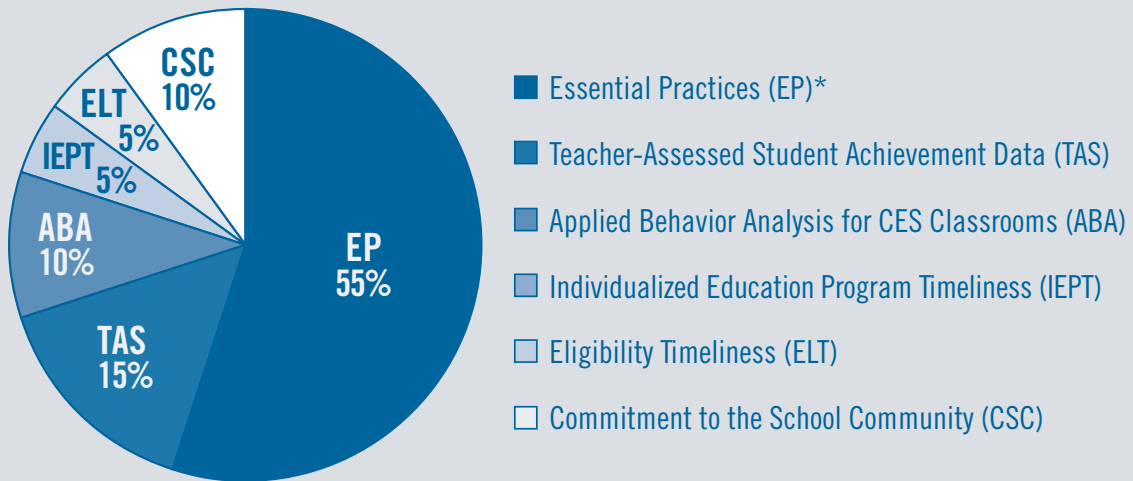 CSC
10%
ELT
5%
IEPT
5%
ABA
10%
TAS
15%
EP
55%
Essential Practices (EP)*
Teacher-Assessed Student Achievement Data (TAS)
Applied Behavior Analysis for CES Classrooms (ABA)
Individualized Education Program Timeliness (IEPT)
Eligibility Timeliness (ELT)
Commitment to the School Community (CSC)